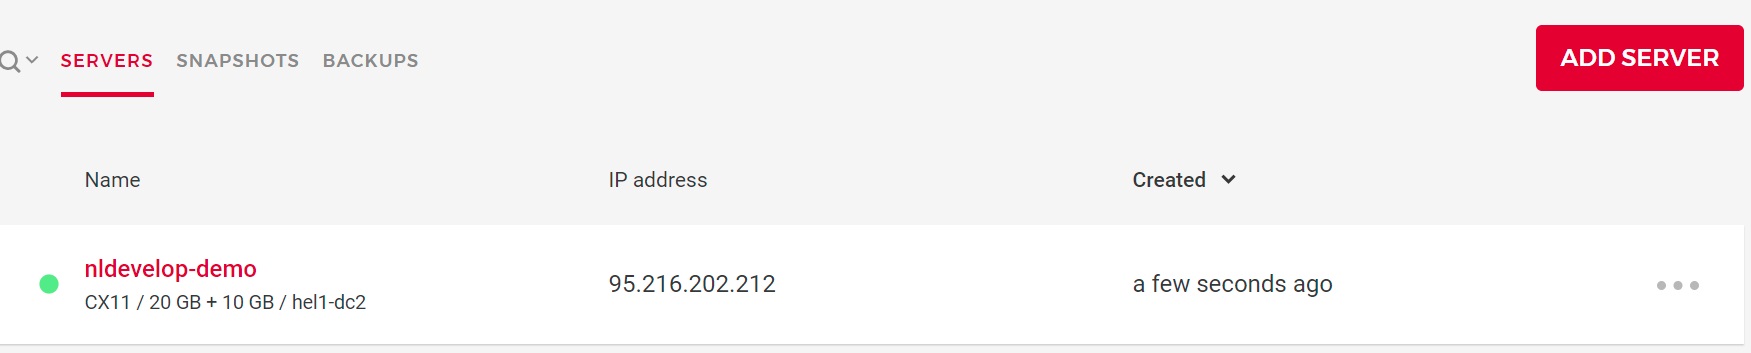 SERVERS SNAPSHOTS BACKUPS ADD SERVER
Name IP address Created
nldevelop-demo 95.216.202.212 a few seconds ago
CX11 / 20 GB + 10 GB / hel1-dc2